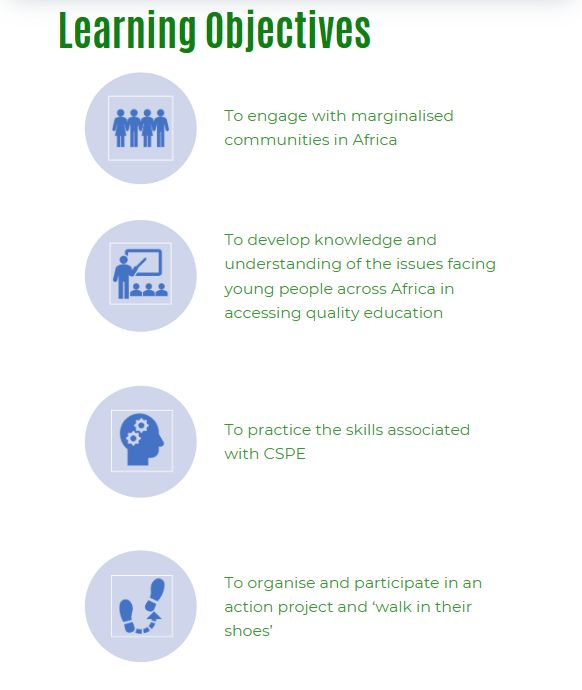 Learning Objectives
To engage with marginalised
communities in Africa
To develop knowledge and
understanding of the issues facing
young people across Africa in
accessing quality education
To practice the skills associated
with CSPE
To organise and participate in an
action project and ‘walk in their
shoes’